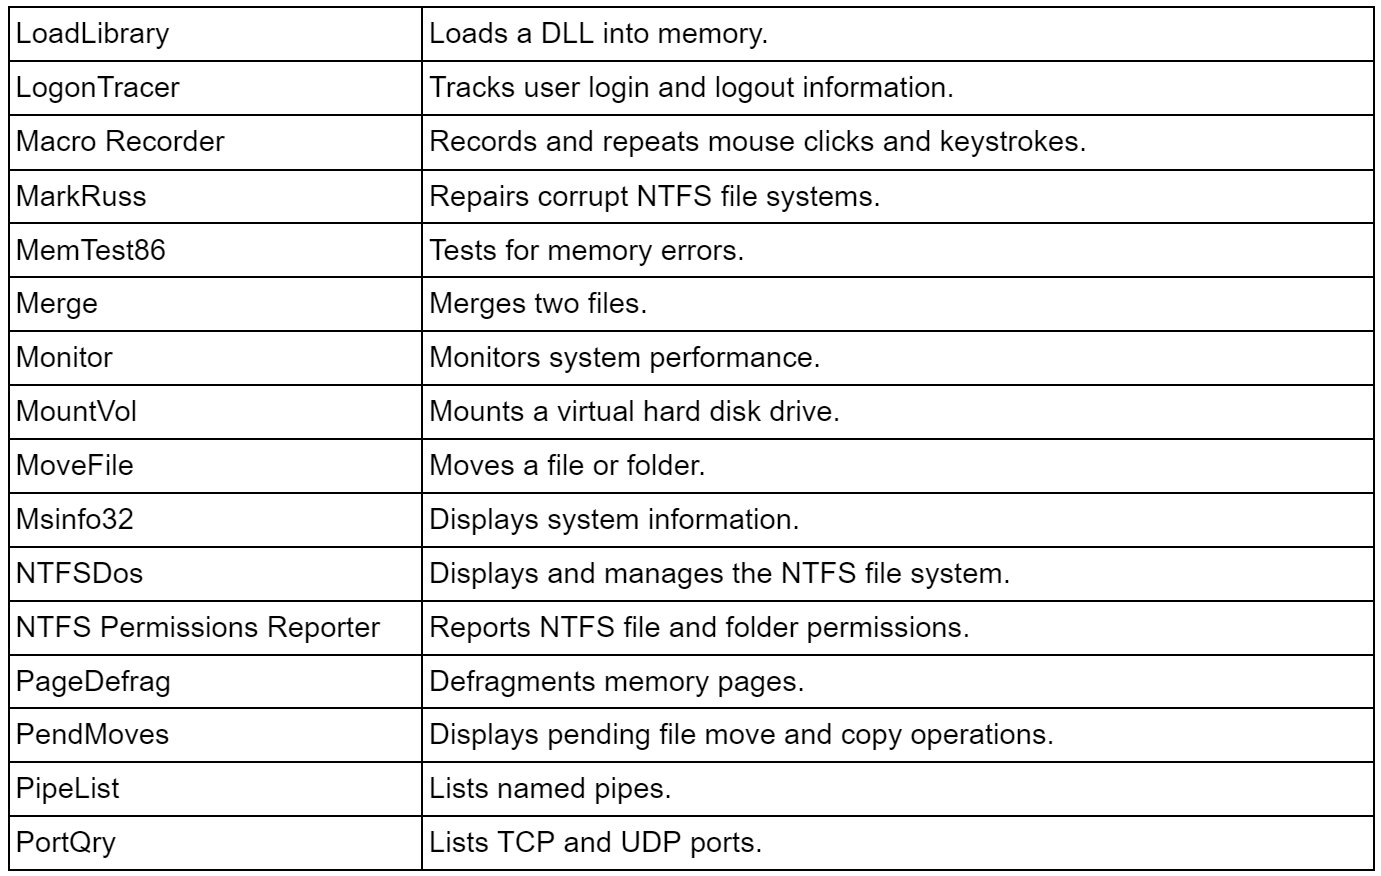 LoadLibrary Loads a DLL into memory.
LogonTracer Tracks user login and logout information.
Macro Recorder Records and repeats mouse clicks and keystrokes.
MarkRuss Repairs corrupt NTFS file systems.
MemTest86 Tests for memory errors.
Merge Merges two files.
Monitor Monitors system performance.
MountVol Mounts a virtual hard disk drive.
MoveFile Moves a file or folder.
Msinfo32 Displays system information.
NTFSDos Displays and manages the NTFS file system.
NTFS Permissions Reporter Reports NTFS file and folder permissions.
PageDefrag Defragments memory pages.
PendMoves Displays pending file move and copy operations.
PipeList Lists named pipes.
PortQry Lists TCP and UDP ports.